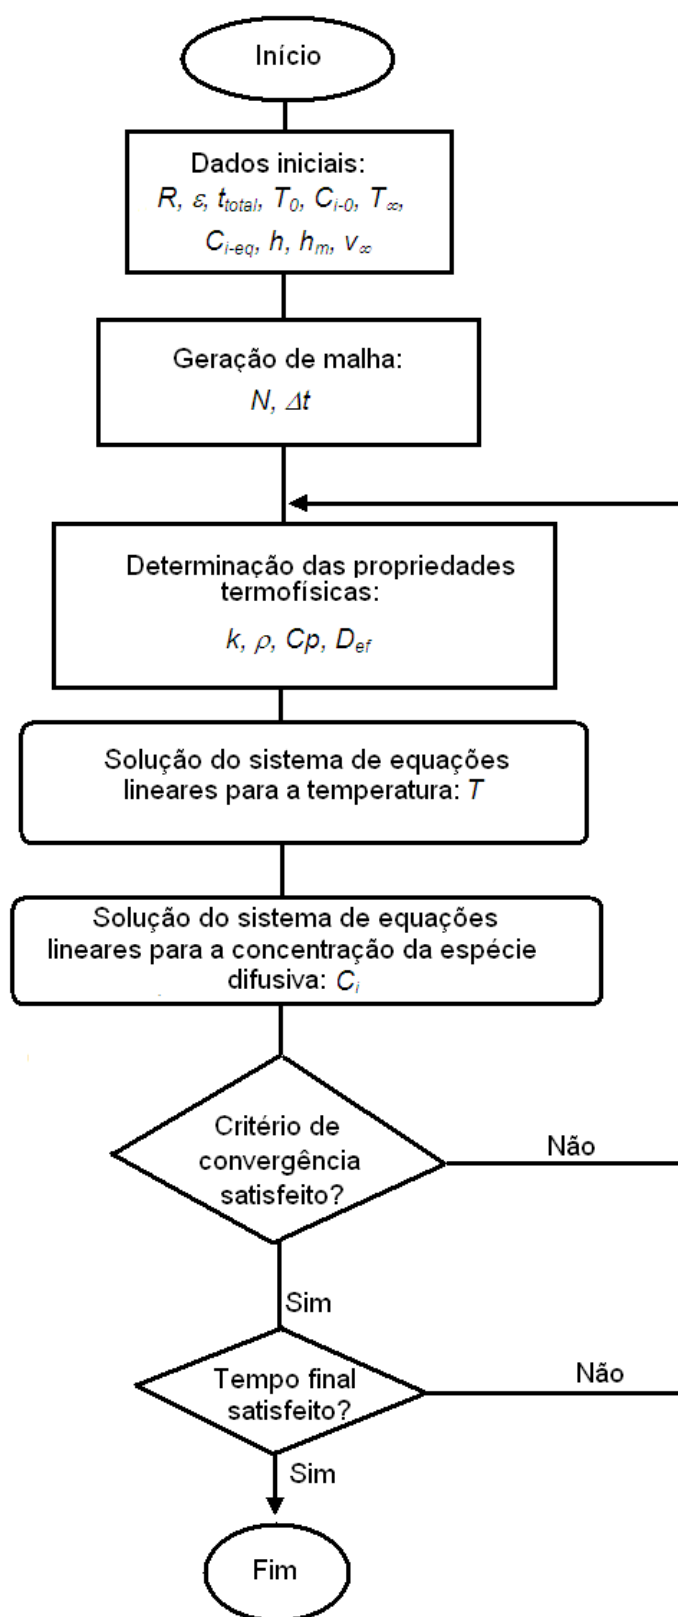 Início
Dados iniciais:
R, ε, t_total, T_0, C_i-0, T_∞,
C_i-eq, h, h_m, v_∞
Geração de malha:
N, Δt
Determinação das propriedades
termofísicas:
k, ρ, Cp, D_ef
Solução do sistema de equações
lineares para a temperatura: T
Solução do sistema de equações
lineares para a concentração da espécie
difusiva: C_i
Critério de
convergência
satisfeito?
Não
Sim
Tempo final
satisfeito?
Não
Sim
Fim